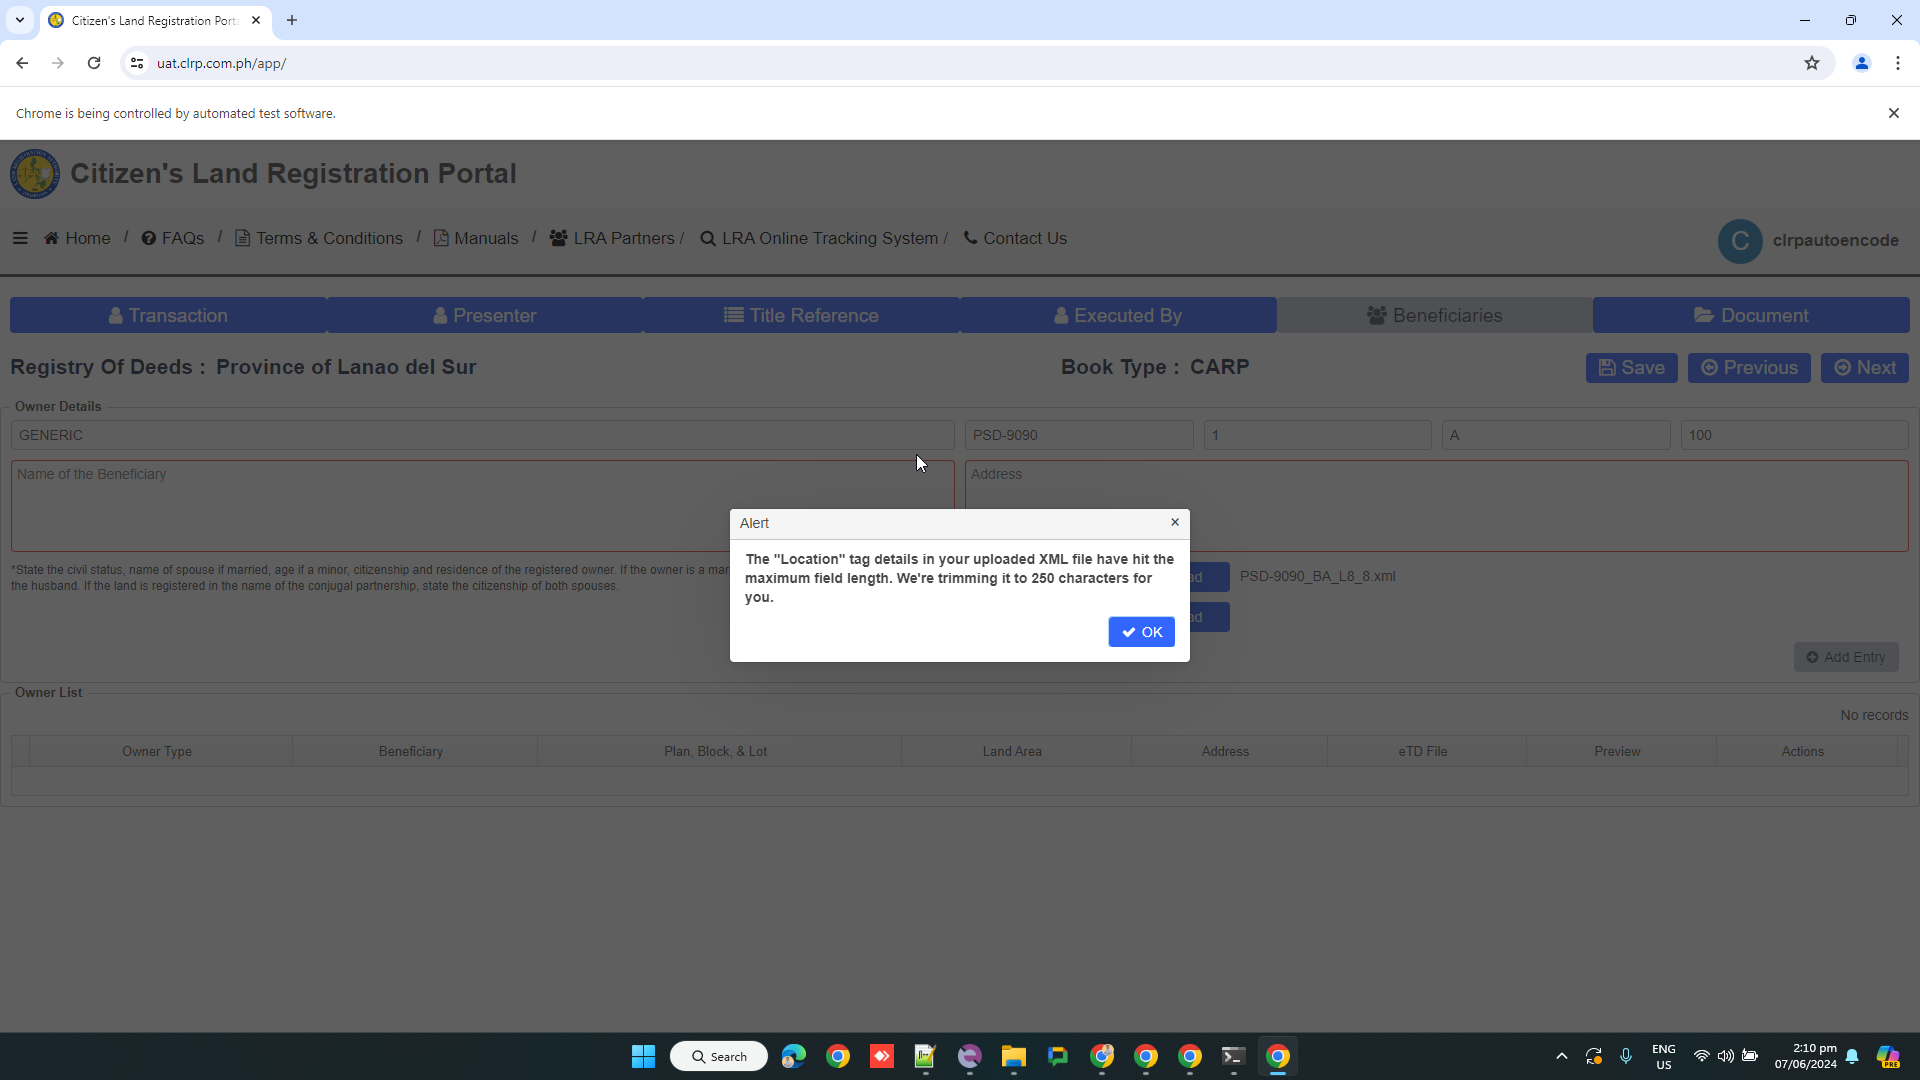 Citizen's Land Registration Port
uat.clrp.com.ph/app/
Chrome is being controlled by automated test software.
Citizen's Land Registration Portal
Home / FAQs / Terms & Conditions / Manuals / LRA Partners / LRA Online Tracking System / Contact Us
C clrpautoencode
Transaction Presenter Title Reference Executed By Beneficiaries Document
Registry Of Deeds : Province of Lanao del Sur Book Type : CARP Save Previous Next
Owner Details
GENERIC PSD-9090 1 A 100
Name of the Beneficiary Address
Alert
The "Location" tag details in your uploaded XML file have hit the
maximum field length. We're trimming it to 250 characters for
you.
OK
*State the civil status, name of spouse if married, age if a minor, citizenship and residence of the registered owner. If the owner is a mar
the husband. If the land is registered in the name of the conjugal partnership, state the citizenship of both spouses.
ad PSD-9090_BA_L8_8.xml
ad
Add Entry
Owner List
No records
Owner Type Beneficiary Plan, Block, & Lot Land Area Address eTD File Preview Actions
Search
ENG
US
2:10 pm
07/06/2024
PRE